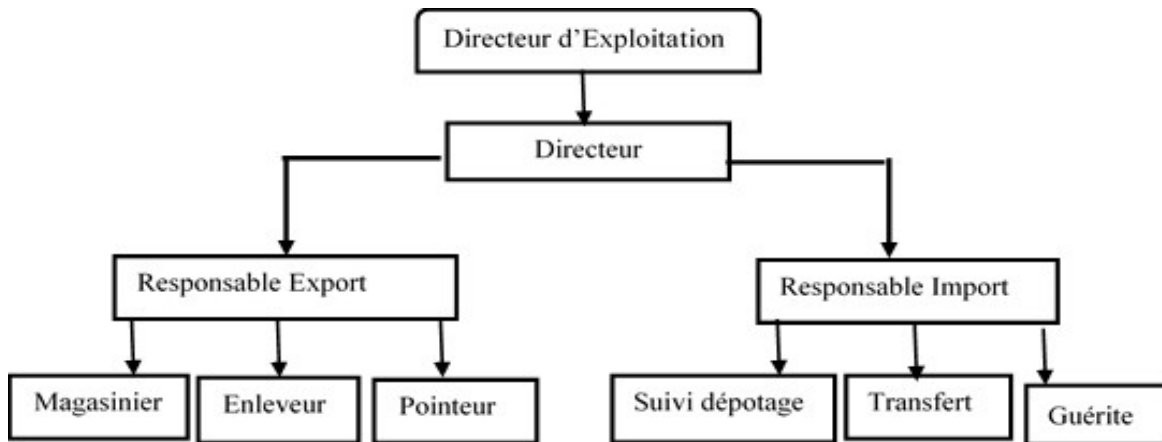 Directeur d’Exploitation
Directeur
Responsable Export
Responsable Import
Magasinier
Enleveur
Pointeur
Suivi dépotage
Transfert
Guérite